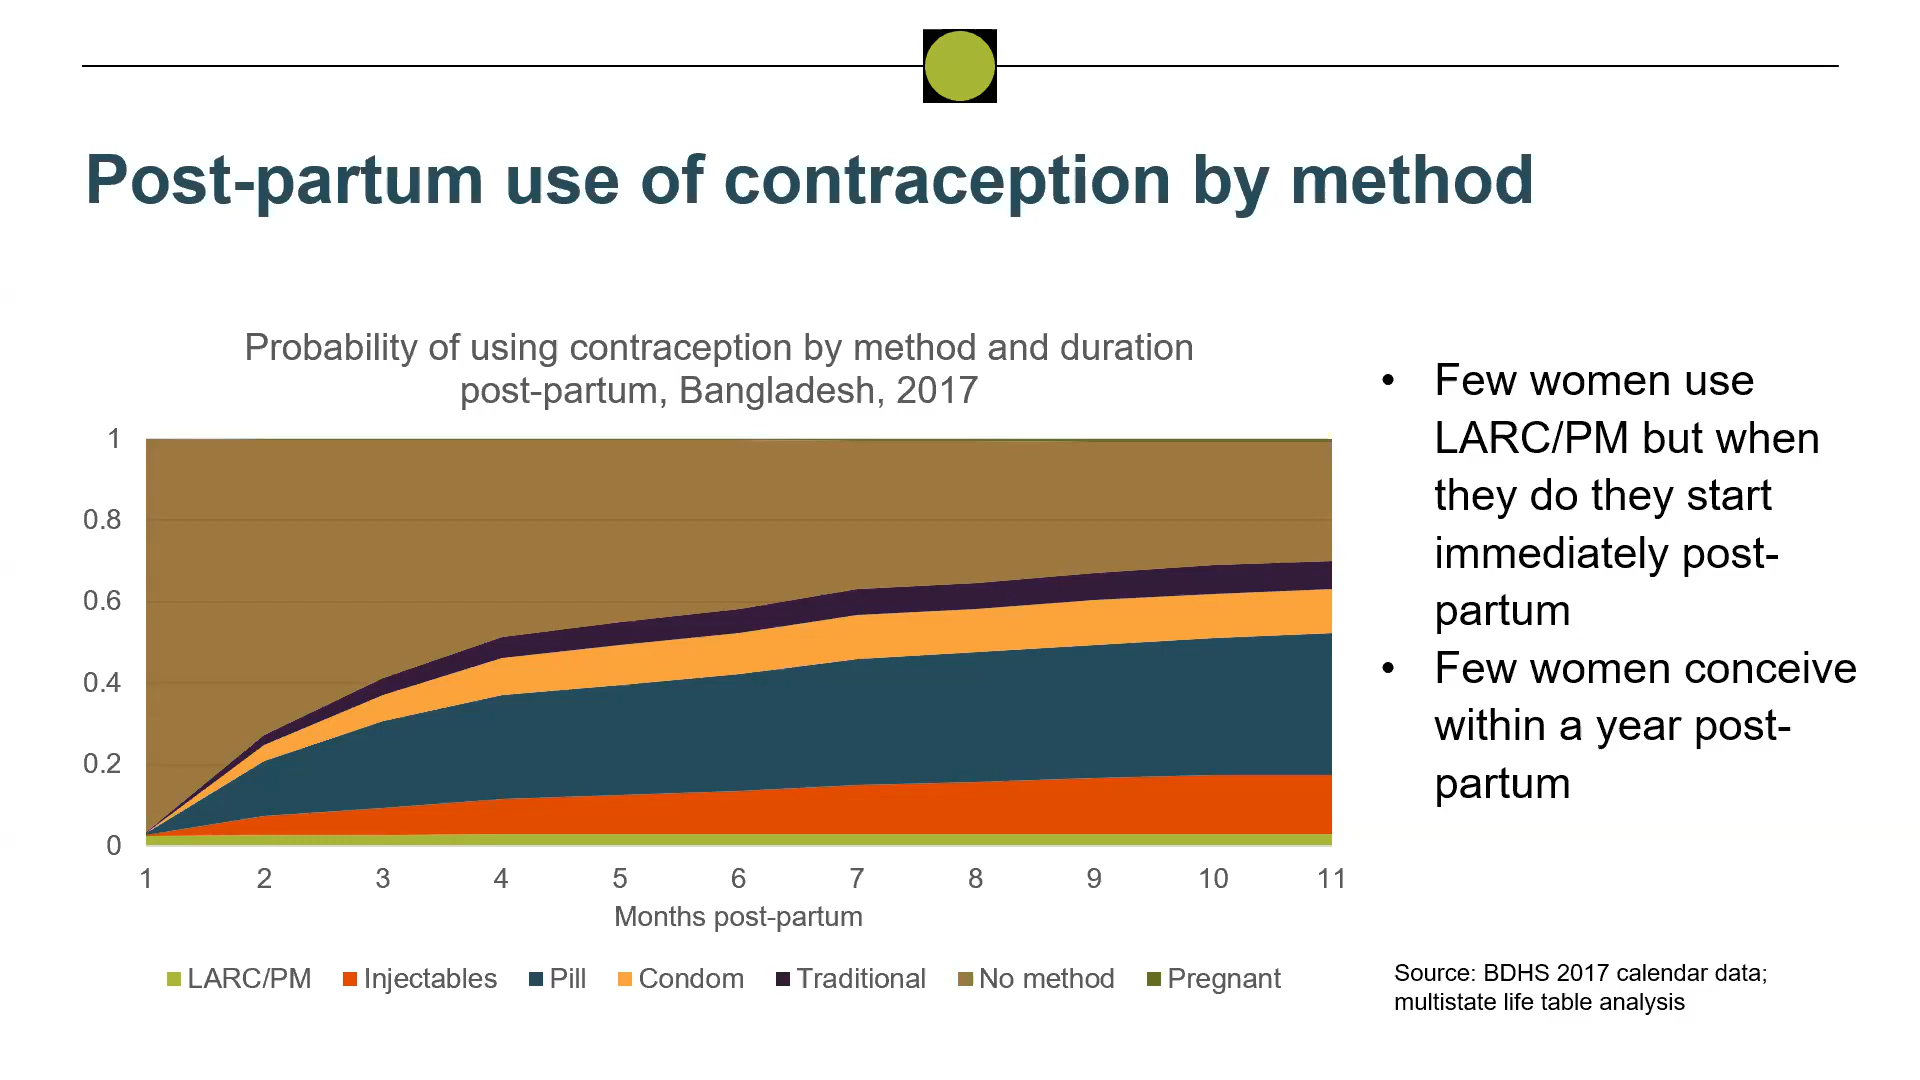 Post-partum use of contraception by method
Probability of using contraception by method and duration
post-partum, Bangladesh, 2017
1
0.8
0.6
0.4
0.2
0
1 2 3 4 5 6 7 8 9 10 11
Months post-partum
LARC/PM Injectables Pill Condom Traditional No method Pregnant
• Few women use
LARC/PM but when
they do they start
immediately post-
partum
• Few women conceive
within a year post-
partum
Source: BDHS 2017 calendar data;
multistate life table analysis